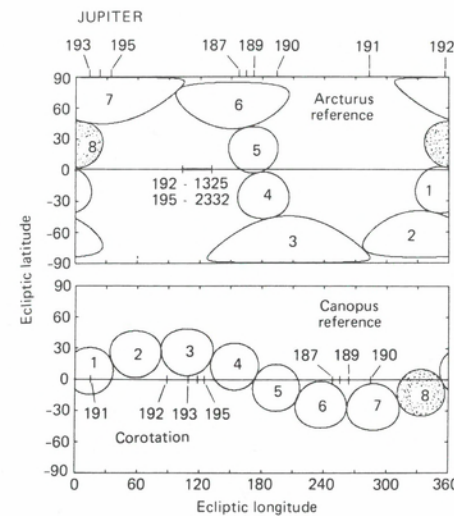 JUPITER
193 195 187 189 190 191 192
90
60
30
0
-30
-60
-90
7 6 Arcturus
reference
8 5
192 - 1325
195 - 2332
4 1
3 2
Ecliptic latitude
90
60
30
0
-30
-60
-90
Canopus
reference
1 2 3 4 5 6 7 8
187 189 190
191 192 193 195
Corotation
0 60 120 180 240 300 360
Ecliptic longitude